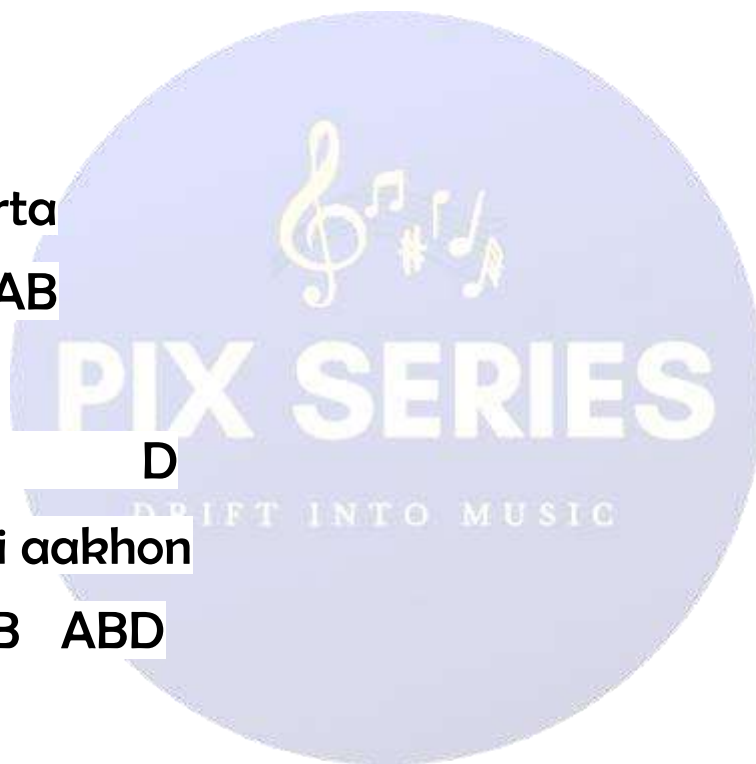 rta
AB
PIX SERIES
D
DRIFT INTO MUSIC
i aakhon
B ABD